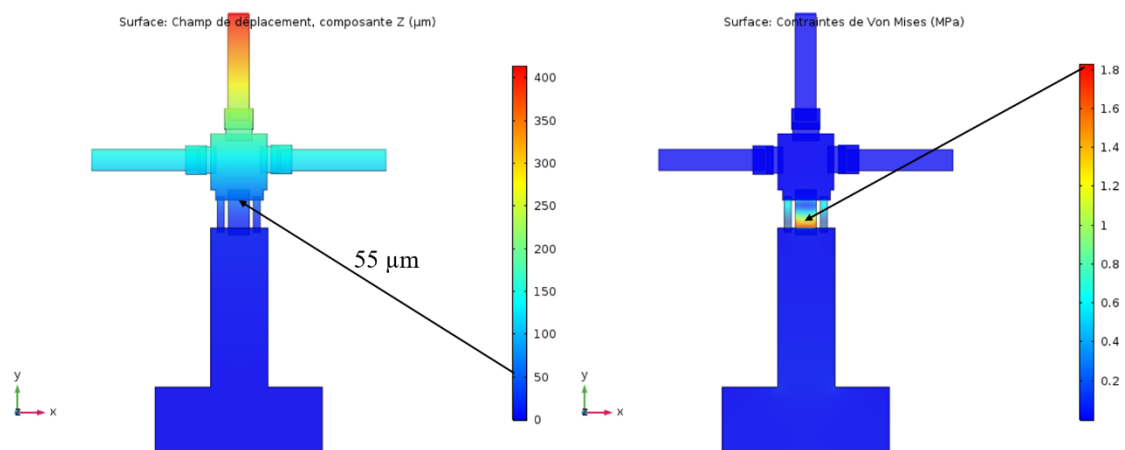 Surface: Champ de déplacement, composante Z (µm)
400
350
300
250
200
150
100
50
0
55 µm
y
z
x
Surface: Contraintes de Von Mises (MPa)
1.8
1.6
1.4
1.2
1
0.8
0.6
0.4
0.2
y
z
x